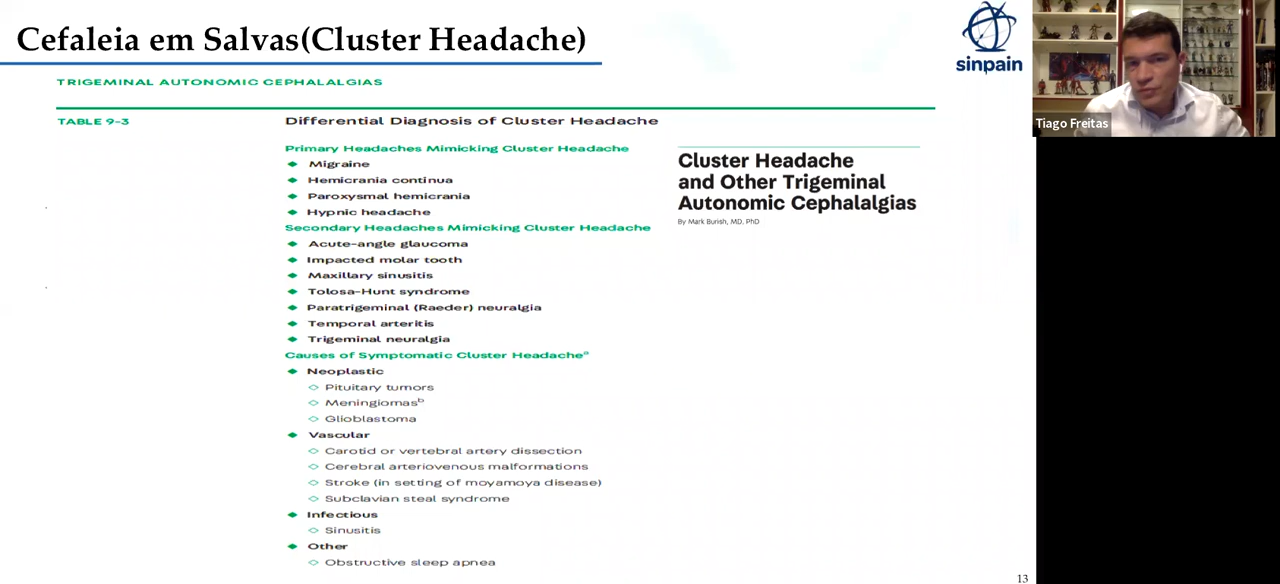 Cefaleia em Salvas(Cluster Headache)
sinpain
Tiago Freitas
TRIGEMINAL AUTONOMIC CEPHALALGIAS
TABLE 9-3
Differential Diagnosis of Cluster Headache
Primary Headaches Mimicking Cluster Headache
Migraine
Hemicrania continua
Paroxysmal hemicrania
Hypnic headache
Secondary Headaches Mimicking Cluster Headache
Acute-angle glaucoma
Impacted molar tooth
Maxillary sinusitis
Tolosa-Hunt syndrome
Paratrigeminal (Raeder) neuralgia
Temporal arteritis
Trigeminal neuralgia
Causes of Symptomatic Cluster Headacheᵃ
Neoplastic
Pituitary tumors
Meningiomasᵇ
Glioblastoma
Vascular
Carotid or vertebral artery dissection
Cerebral arteriovenous malformations
Stroke (in setting of moyamoya disease)
Subclavian steal syndrome
Infectious
Sinusitis
Other
Obstructive sleep apnea
Cluster Headache
and Other Trigeminal
Autonomic Cephalalgias
By Mark Burish, MD, PhD
13